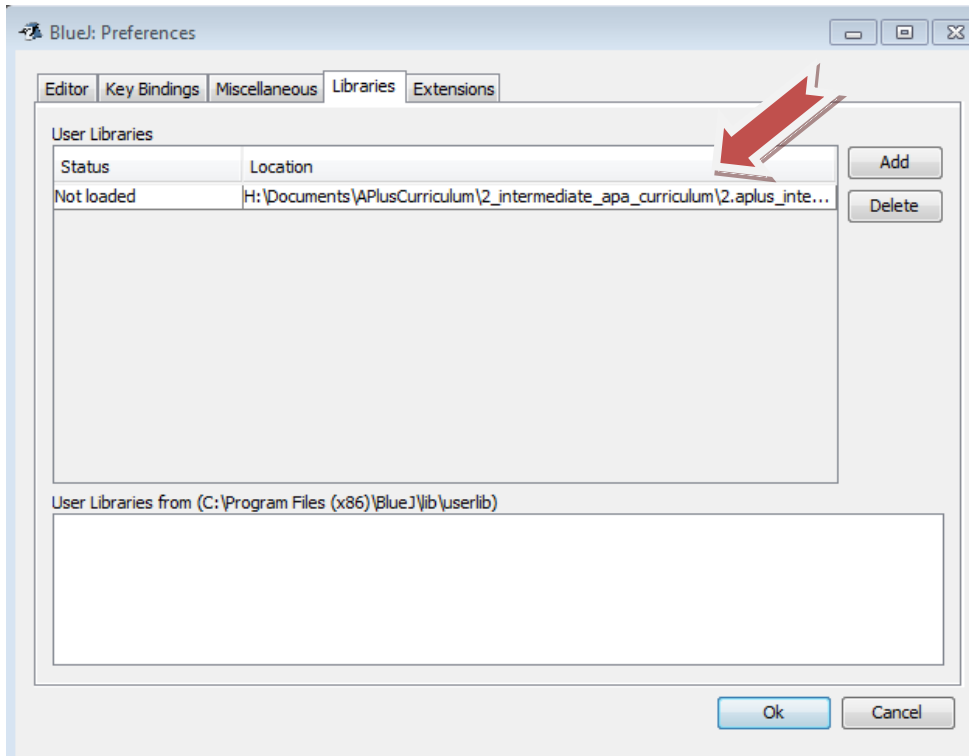 BlueJ: Preferences
Editor Key Bindings Miscellaneous Libraries Extensions
User Libraries
Status Location Add
Not loaded H:\Documents\APlusCurriculum\2_intermediate_apa_curriculum\2.aplus_inte... Delete
User Libraries from (C:\Program Files (x86)\BlueJ\lib\userlib)
Ok Cancel